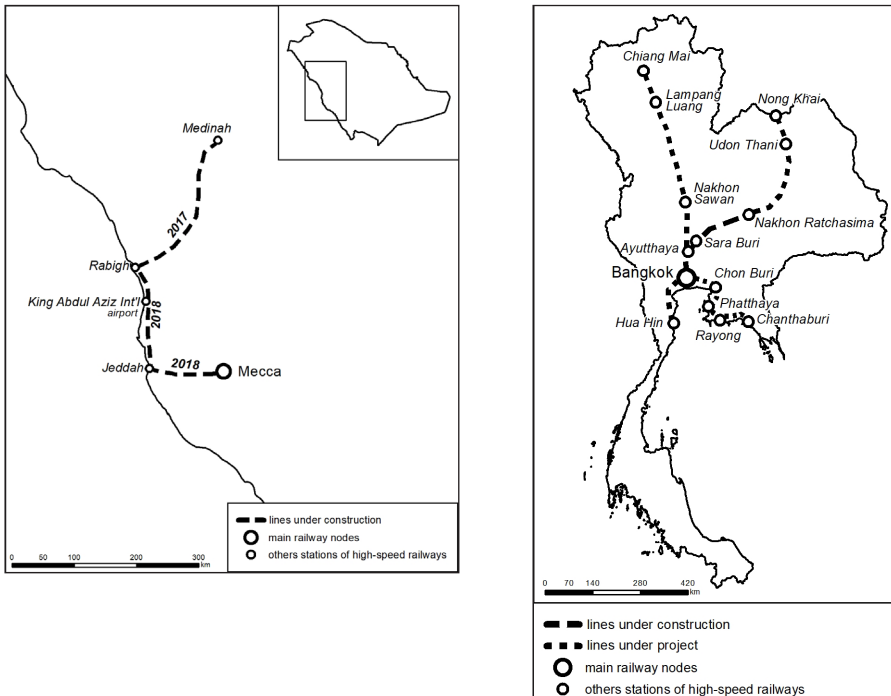 Medinah
2017
Rabigh
King Abdul Aziz Int'l
airport
2018
Jeddah
2018
Mecca
lines under construction
main railway nodes
others stations of high-speed railways
0 50 100 200 300
km
Chiang Mai
Lampang
Luang
Nong Khai
Udon Thani
Nakhon
Sawan
Nakhon Ratchasima
Sara Buri
Ayutthaya
Bangkok
Chon Buri
Phatthaya
Hua Hin
Rayong
Chanthaburi
0 70 140 280 420
km
lines under construction
lines under project
main railway nodes
others stations of high-speed railways